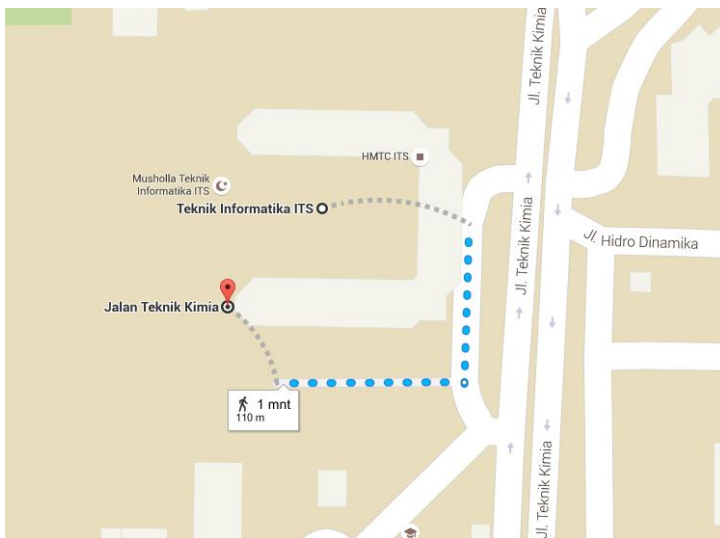 Jl. Teknik Kimia
HMTC ITS
Musholla Teknik
Informatika ITS
Teknik Informatika ITS
Jl. Teknik Kimia
Jl. Hidro Dinamika
Jalan Teknik Kimia
1 mnt
110 m
Jl. Teknik Kimia